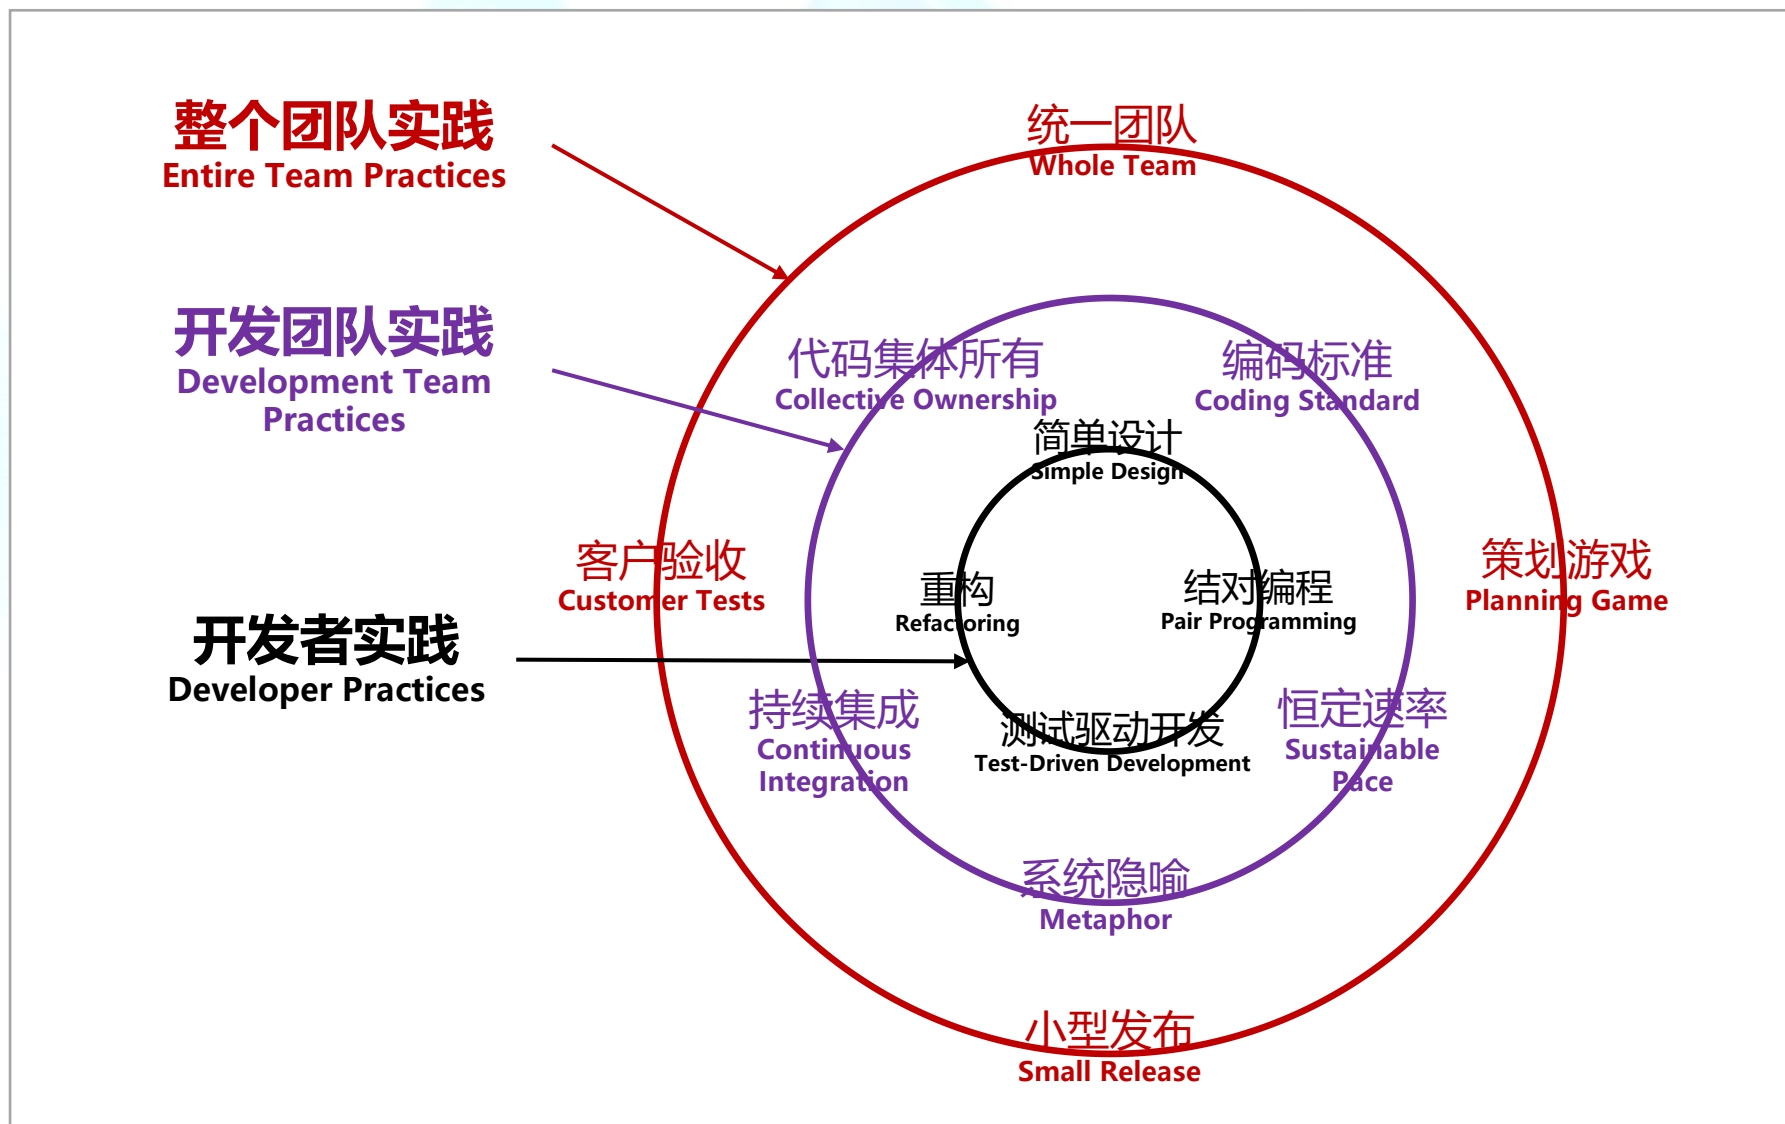 整个团队实践
Entire Team Practices
开发团队实践
Development Team
Practices
开发者实践
Developer Practices
统一团队
Whole Team
代码集体所有
Collective Ownership
编码标准
Coding Standard
简单设计
Simple Design
客户验收
Customer Tests
重构
Refactoring
结对编程
Pair Programming
策划游戏
Planning Game
持续集成
Continuous
Integration
测试驱动开发
Test-Driven Development
恒定速率
Sustainable
Pace
系统隐喻
Metaphor
小型发布
Small Release